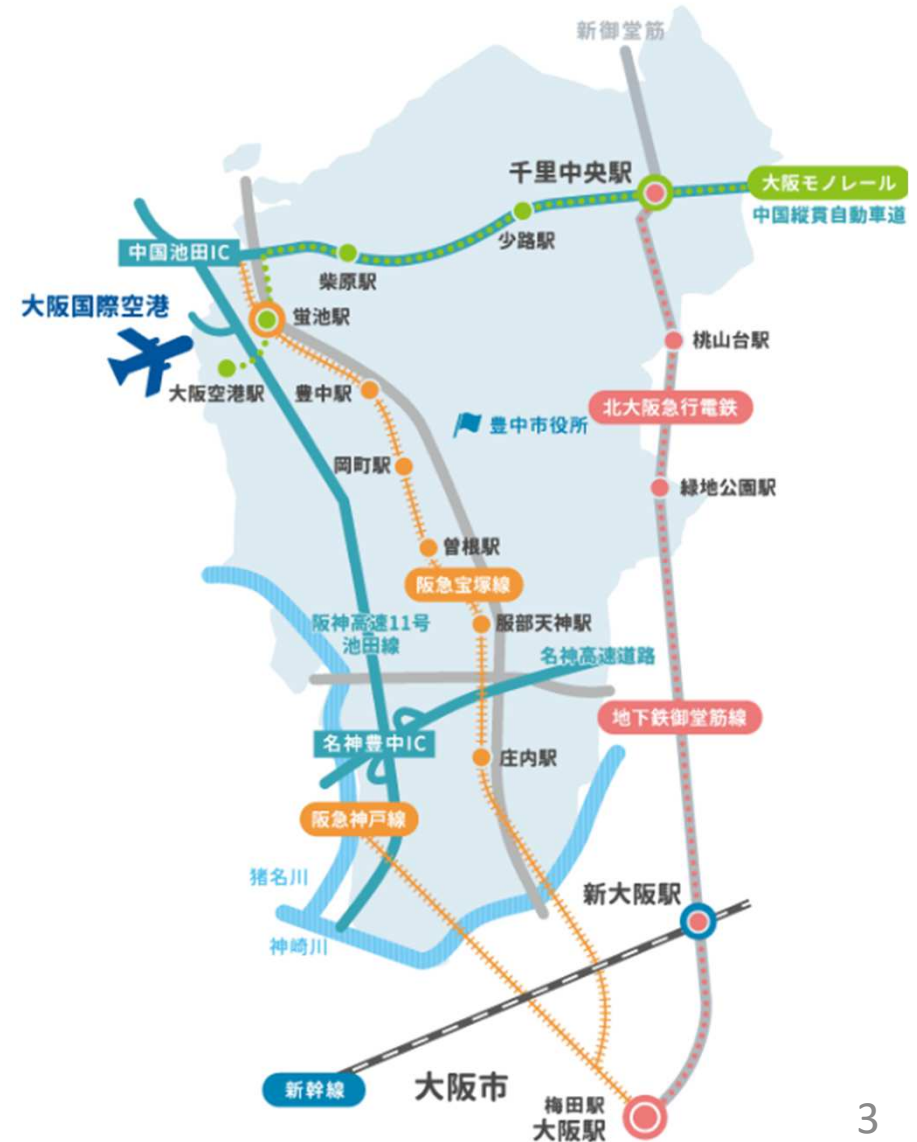 新御堂筋
千里中央駅
大阪モノレール
中国縦貫自動車道
少路駅
中国池田IC
柴原駅
大阪国際空港
蛍池駅
桃山台駅
大阪空港駅
豊中駅
北大阪急行電鉄
豊中市役所
岡町駅
緑地公園駅
曽根駅
阪急宝塚線
阪神高速11号
池田線
服部天神駅
名神高速道路
地下鉄御堂筋線
名神豊中IC
庄内駅
阪急神戸線
猪名川
新大阪駅
神崎川
新幹線
大阪市
梅田駅
大阪駅
3